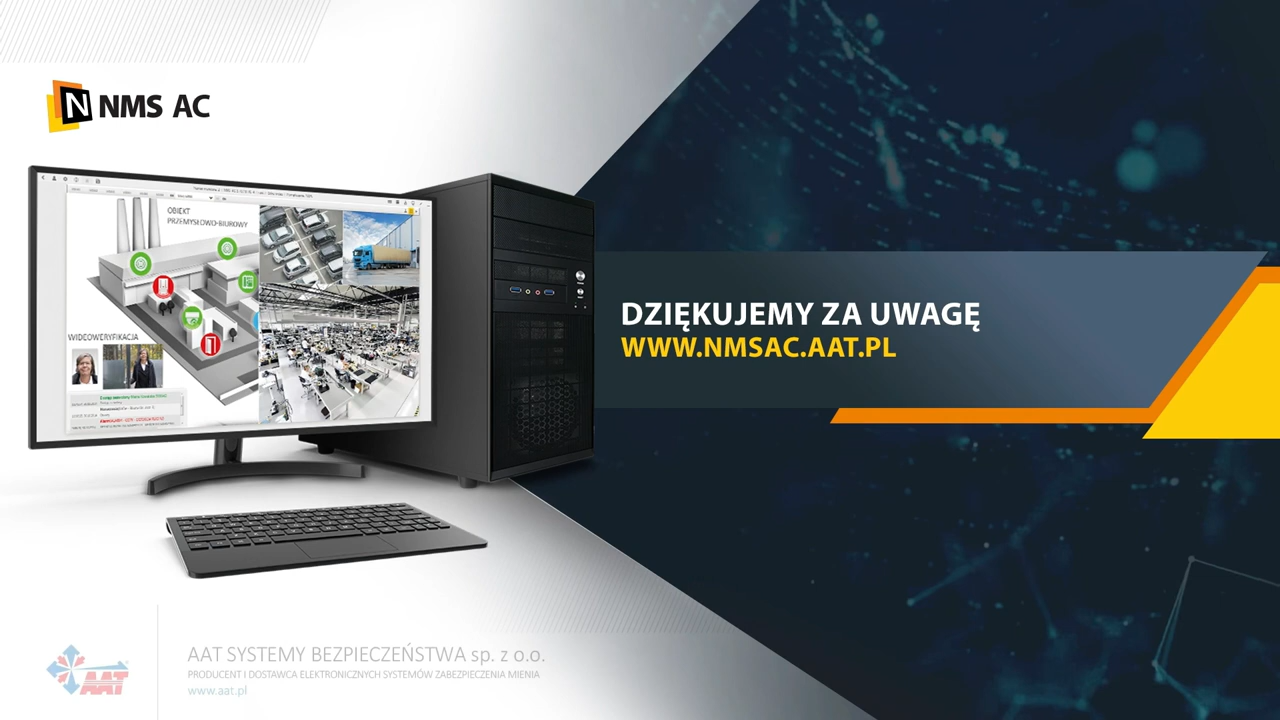 NMS AC
OBIEKT
PRZEMYSŁOWO-BIUROWY
WIDEOWERYFIKACJA
DZIĘKUJEMY ZA UWAGĘ
WWW.NMSAC.AAT.PL
AAT
AAT SYSTEMY BEZPIECZEŃSTWA sp. z o.o.
PRODUCENT I DOSTAWCA ELEKTRONICZNYCH SYSTEMÓW ZABEZPIECZENIA MIENIA
www.aat.pl